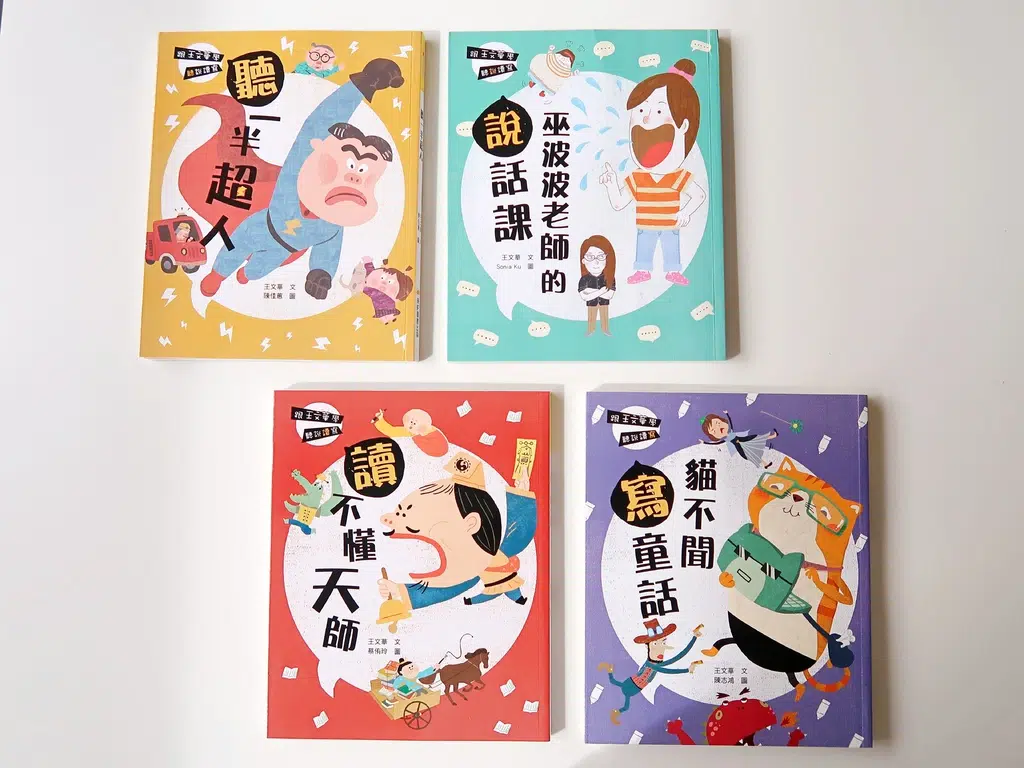 跟王文華學
聽說讀寫
聽一半超人
王文華 文
陳佳蕙 圖
跟王文華學
聽說讀寫
巫波波老師的
說話課
王文華 文
Sonia Ku 圖
跟王文華學
聽說讀寫
讀不懂天師
王文華 文
蔡侑玲 圖
跟王文華學
聽說讀寫
貓不聞
寫童話
王文華 文
陳志鴻 圖